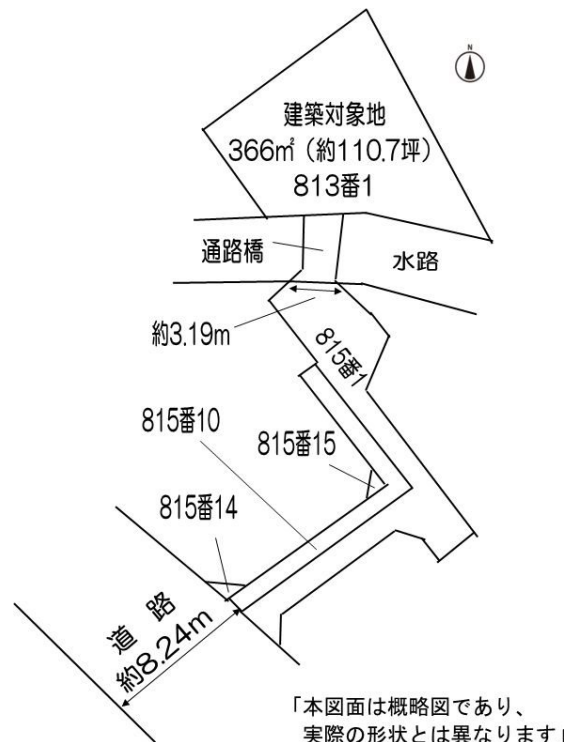 N
建築対象地
366㎡(約110.7坪)
813番1
通路橋
水路
約3.19m
815番1
815番10
815番15
815番14
道路
約8.24m
「本図面は概略図であり、
実際の形状とは異なります」